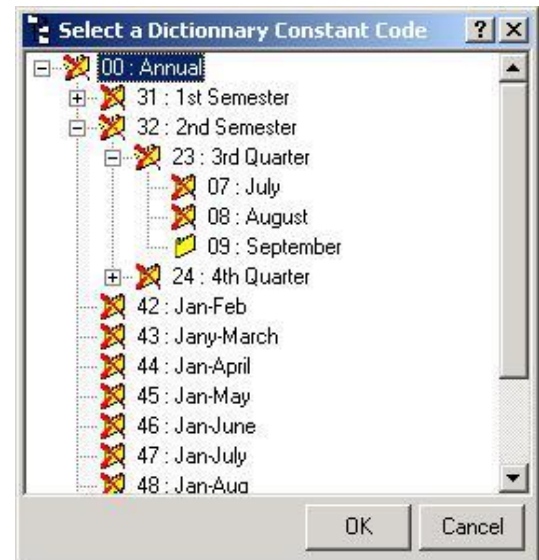 Select a Dictionnary Constant Code
00 : Annual
31 : 1st Semester
32 : 2nd Semester
23 : 3rd Quarter
07 : July
08 : August
09 : September
24 : 4th Quarter
42 : Jan-Feb
43 : Jany-March
44 : Jan-April
45 : Jan-May
46 : Jan-June
47 : Jan-July
48 : Jan-Aug
OK Cancel